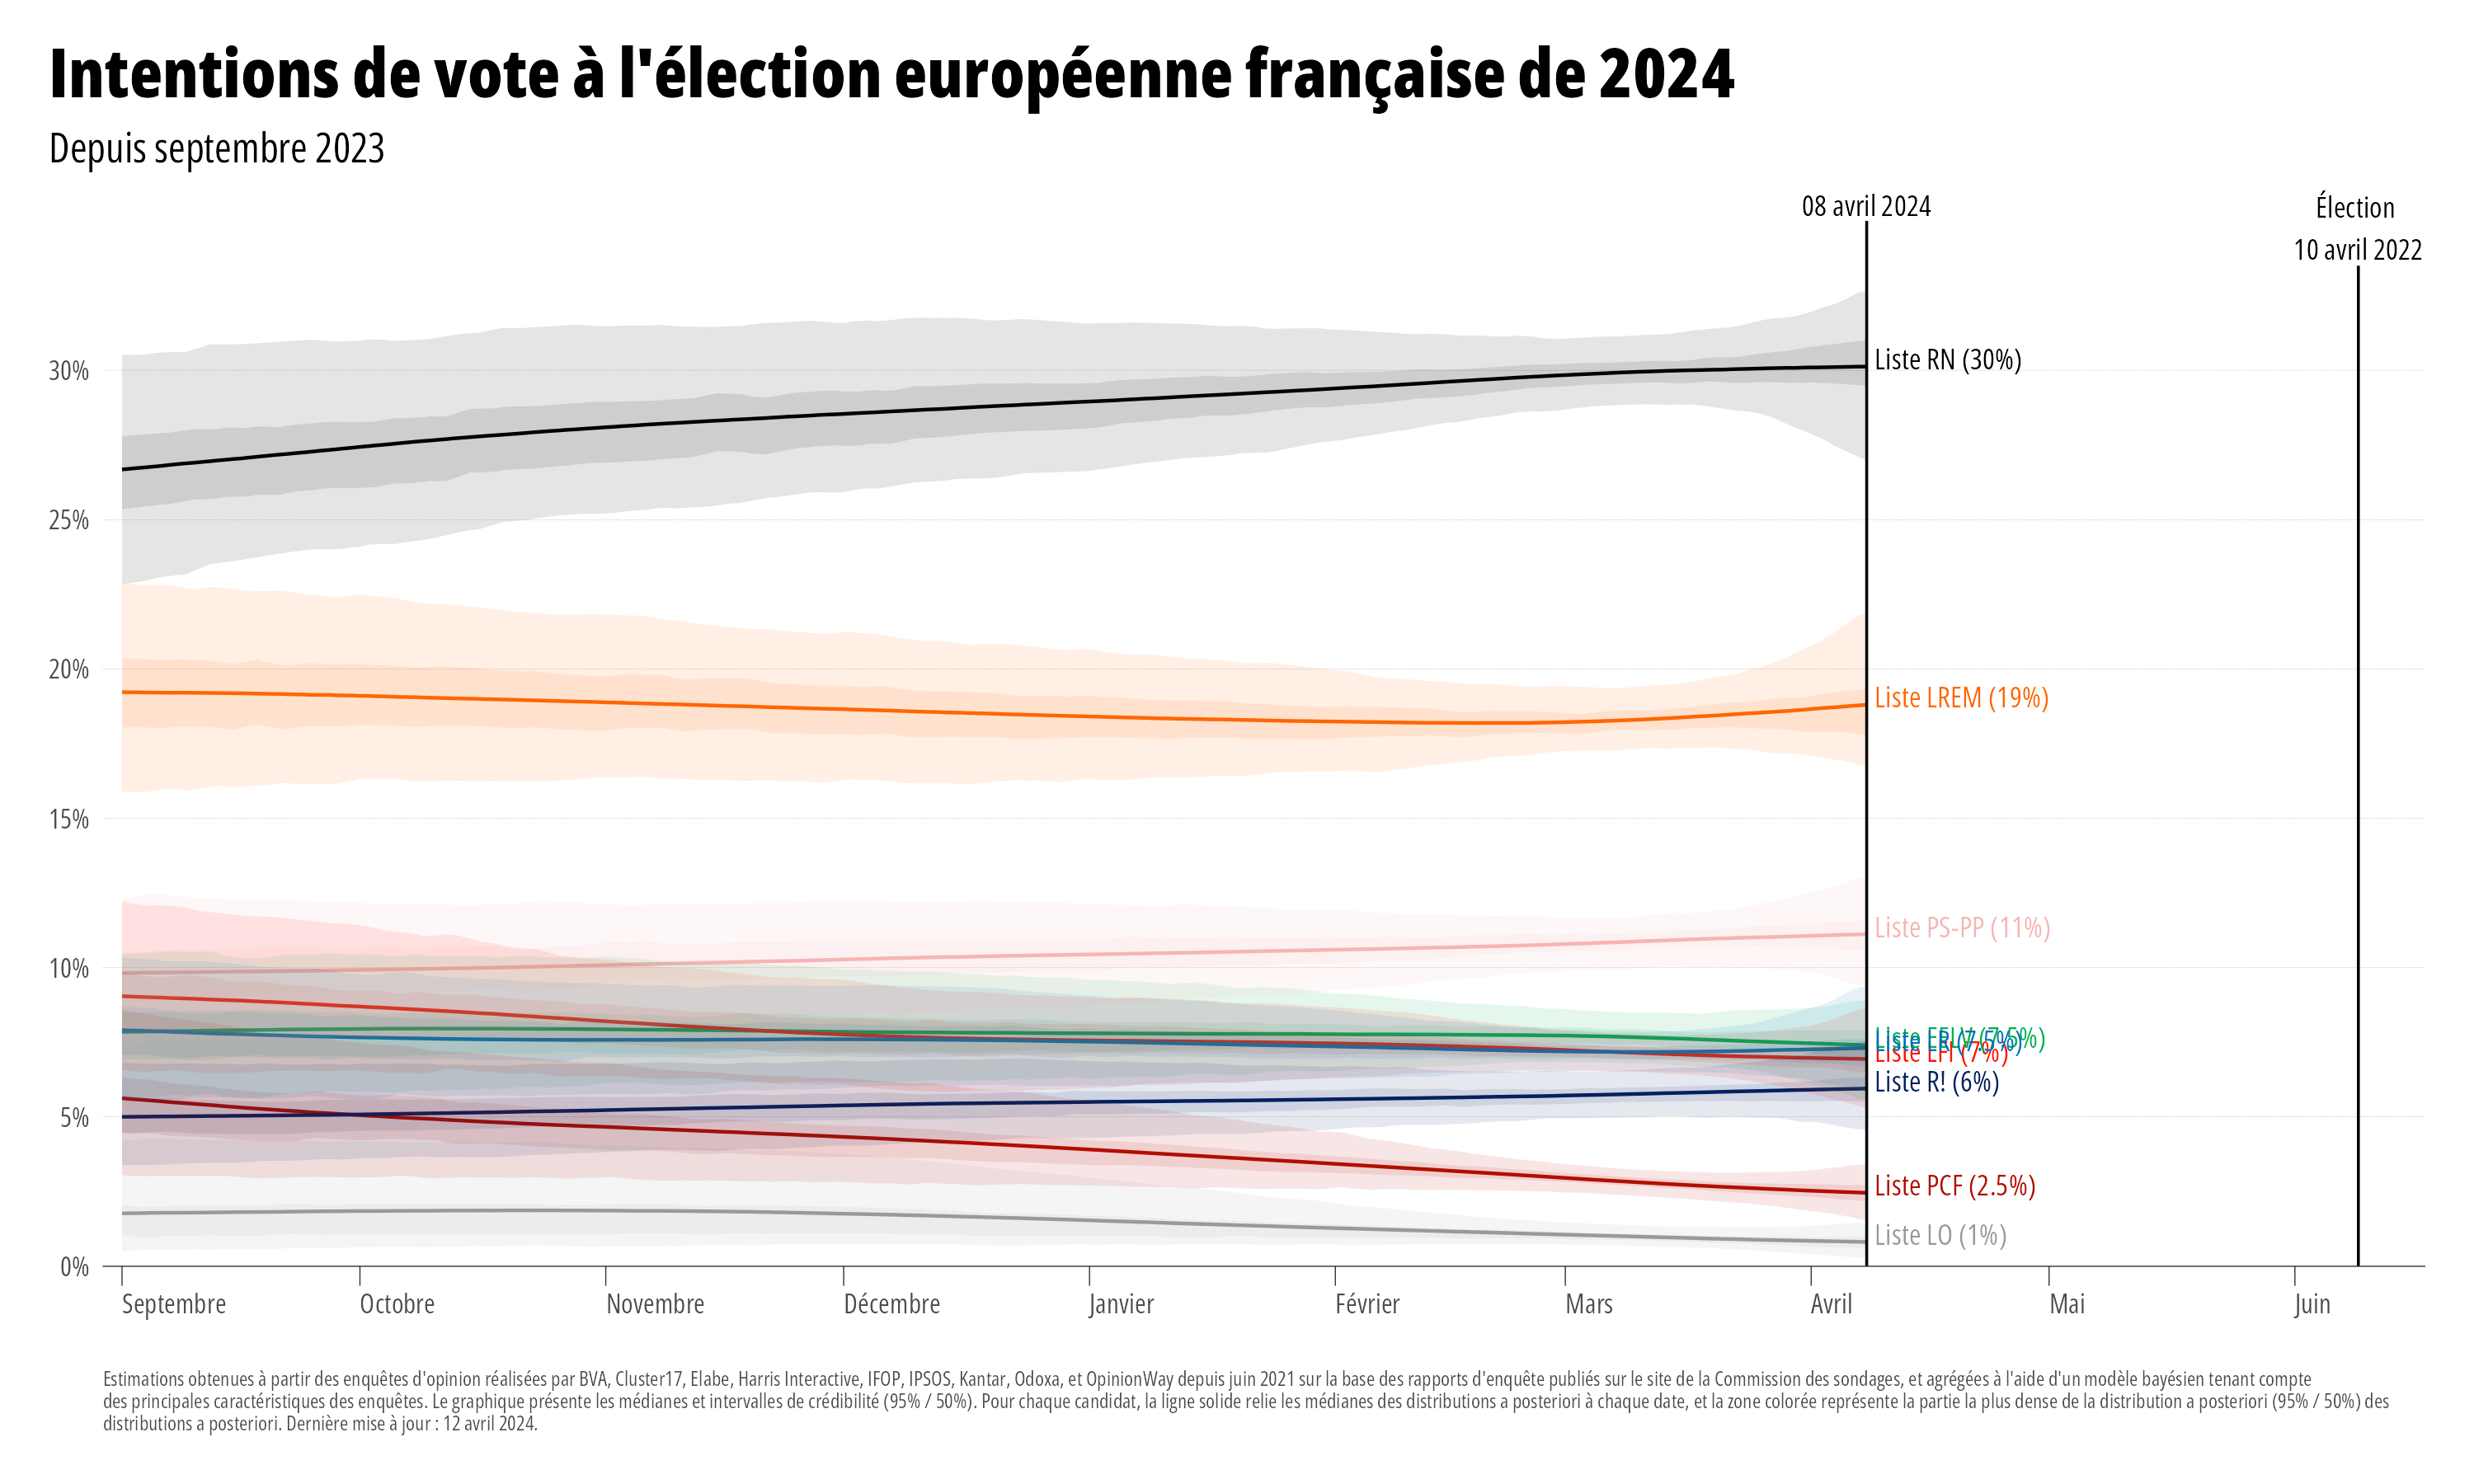 Intentions de vote à l'élection européenne française de 2024
Depuis septembre 2023
08 avril 2024
Élection
10 avril 2022
30%
25%
20%
15%
10%
5%
0%
Liste RN (30%)
Liste LREM (19%)
Liste PS-PP (11%)
Liste EELV (7.5%)
Liste LR (7.5%)
Liste LFI (7%)
Liste R! (6%)
Liste PCF (2.5%)
Liste LO (1%)
Septembre
Octobre
Novembre
Décembre
Janvier
Février
Mars
Avril
Mai
Juin
Estimations obtenues à partir des enquêtes d'opinion réalisées par BVA, Cluster17, Elabe, Harris Interactive, IFOP, IPSOS, Kantar, Odoxa, et OpinionWay depuis juin 2021 sur la base des rapports d'enquête publiés sur le site de la Commission des sondages, et agrégées à l'aide d'un modèle bayésien tenant compte
des principales caractéristiques des enquêtes. Le graphique présente les médianes et intervalles de crédibilité (95% / 50%). Pour chaque candidat, la ligne solide relie les médianes des distributions a posteriori à chaque date, et la zone colorée représente la partie la plus dense de la distribution a posteriori (95% / 50%) des
distributions a posteriori. Dernière mise à jour : 12 avril 2024.